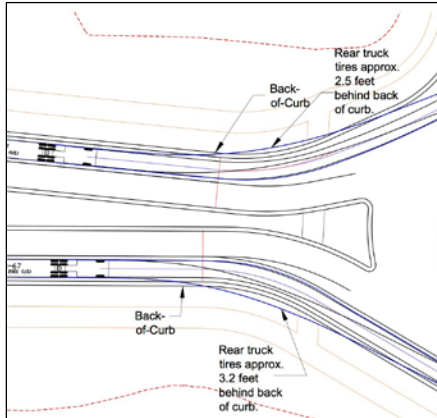 Rear truck
tires approx.
2.5 feet
behind back
of curb.
Back-
of-Curb
Back-
of-Curb
Rear truck
tires approx.
3.2 feet
behind back
of curb.